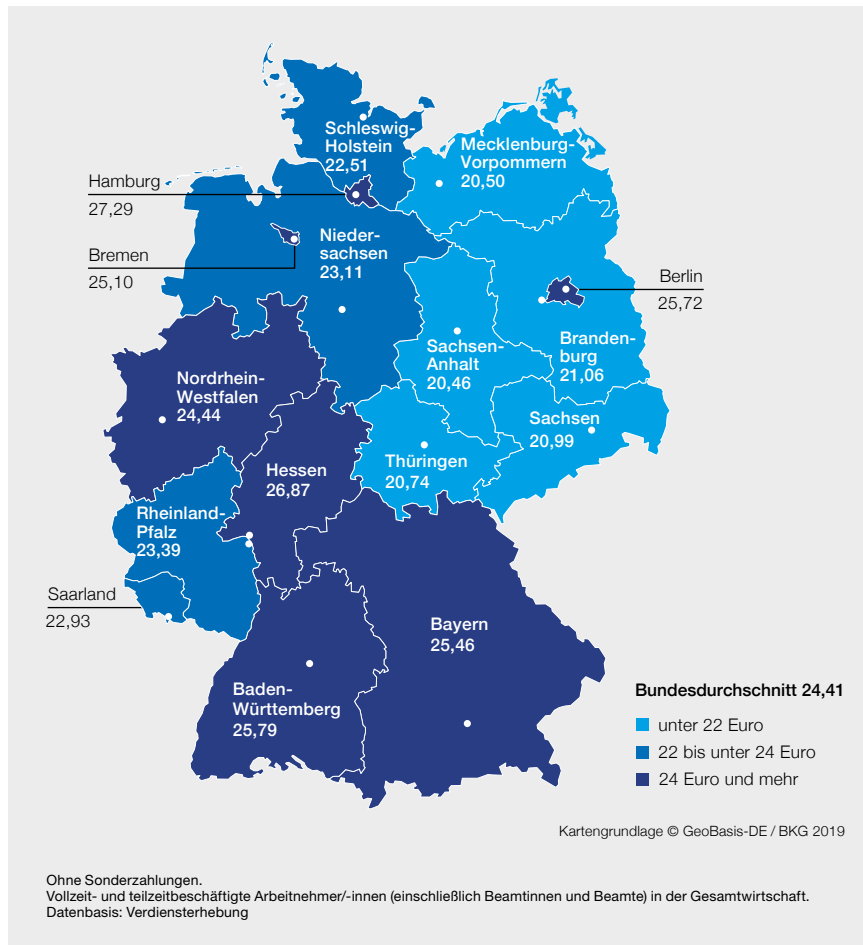 Schleswig-
Holstein
22,51
Mecklenburg-
Vorpommern
20,50
Hamburg
27,29
Bremen
25,10
Nieder-
sachsen
23,11
Berlin
25,72
Branden-
burg
21,06
Sachsen-
Anhalt
20,46
Nordrhein-
Westfalen
24,44
Sachsen
20,99
Thüringen
20,74
Hessen
26,87
Rheinland-
Pfalz
23,39
Saarland
22,93
Bayern
25,46
Baden-
Württemberg
25,79
Bundesdurchschnitt 24,41
unter 22 Euro
22 bis unter 24 Euro
24 Euro und mehr
Kartengrundlage © GeoBasis-DE / BKG 2019
Ohne Sonderzahlungen.
Vollzeit- und teilzeitbeschäftigte Arbeitnehmer/-innen (einschließlich Beamtinnen und Beamte) in der Gesamtwirtschaft.
Datenbasis: Verdiensterhebung